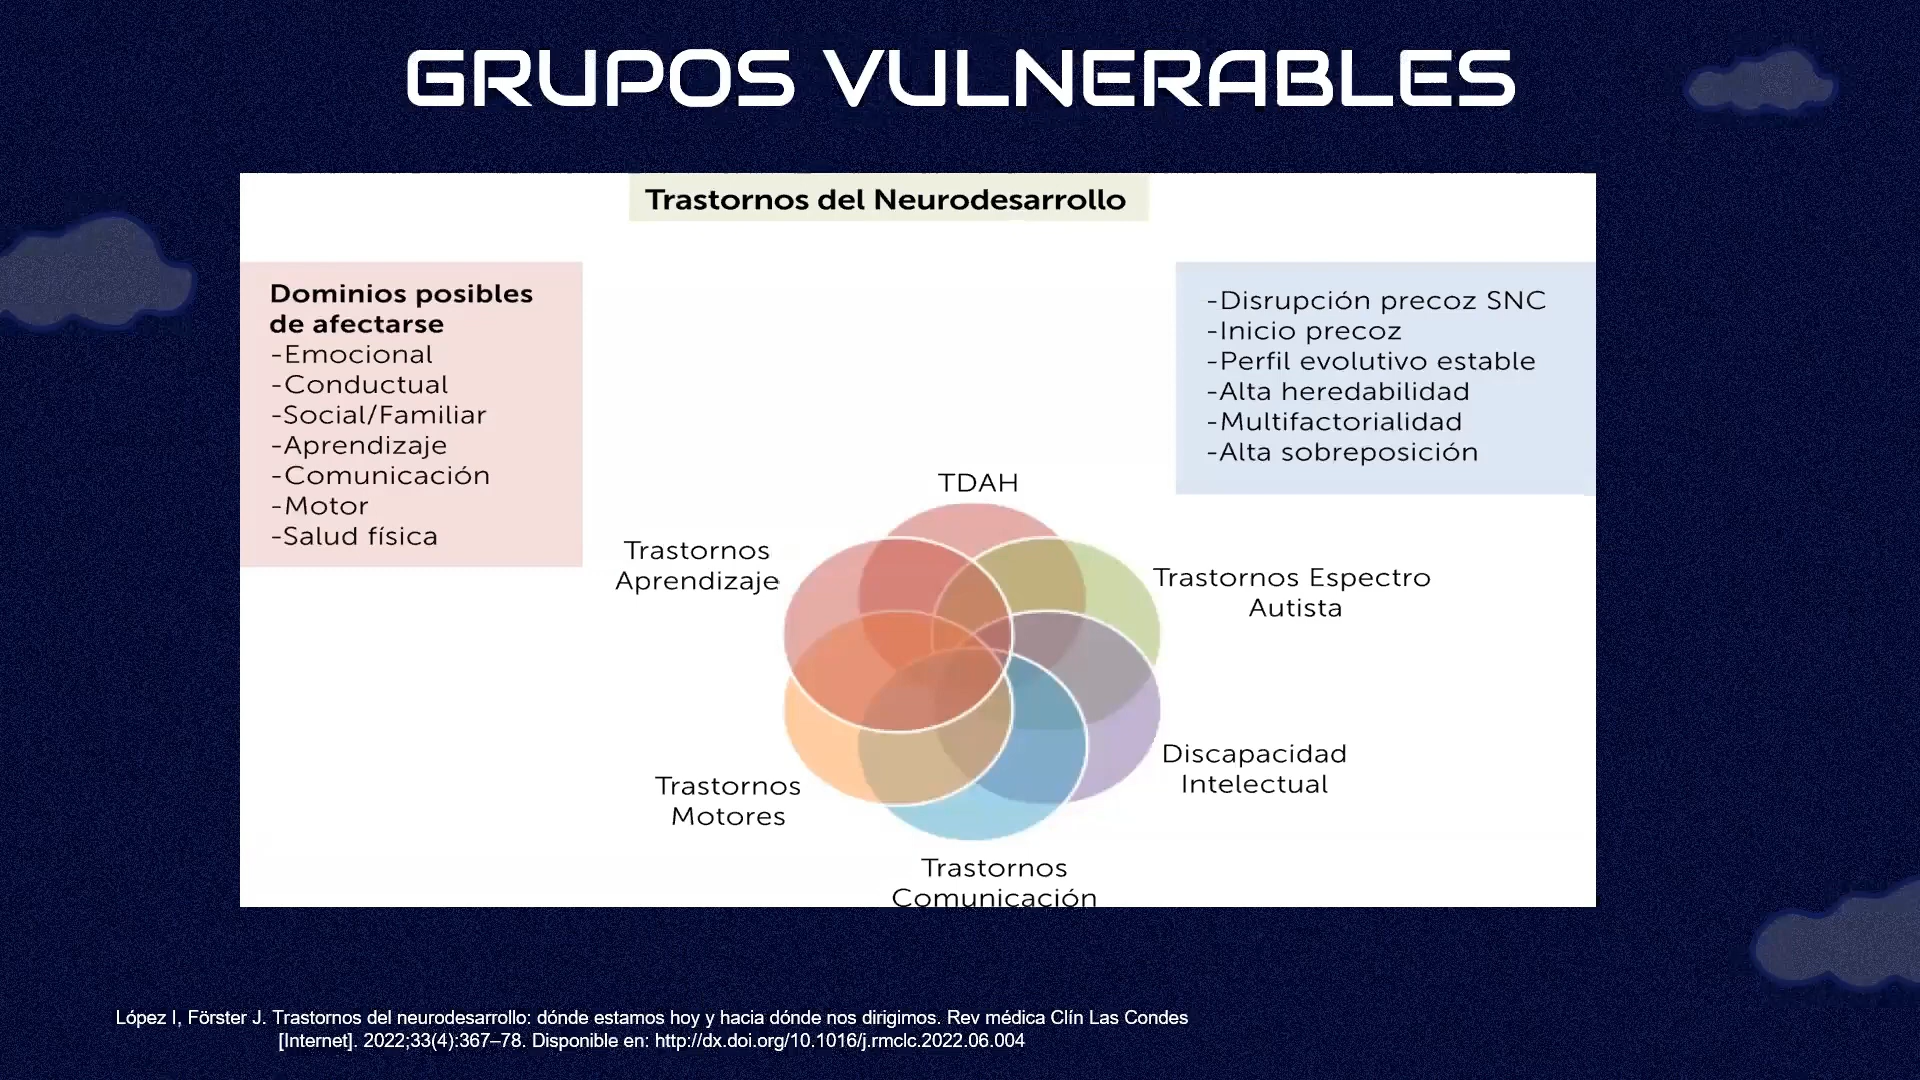 GRUPOS VULNERABLES
Trastornos del Neurodesarrollo
Dominios posibles
de afectarse
-Emocional
-Conductual
-Social/Familiar
-Aprendizaje
-Comunicación
-Motor
-Salud física
-Disrupción precoz SNC
-Inicio precoz
-Perfil evolutivo estable
-Alta heredabilidad
-Multifactorialidad
-Alta sobreposición
TDAH
Trastornos
Aprendizaje
Trastornos Espectro
Autista
Trastornos
Motores
Discapacidad
Intelectual
Trastornos
Comunicación
López I, Förster J. Trastornos del neurodesarrollo: dónde estamos hoy y hacia dónde nos dirigimos. Rev médica Clín Las Condes
[Internet]. 2022;33(4):367–78. Disponible en: http://dx.doi.org/10.1016/j.rmclc.2022.06.004